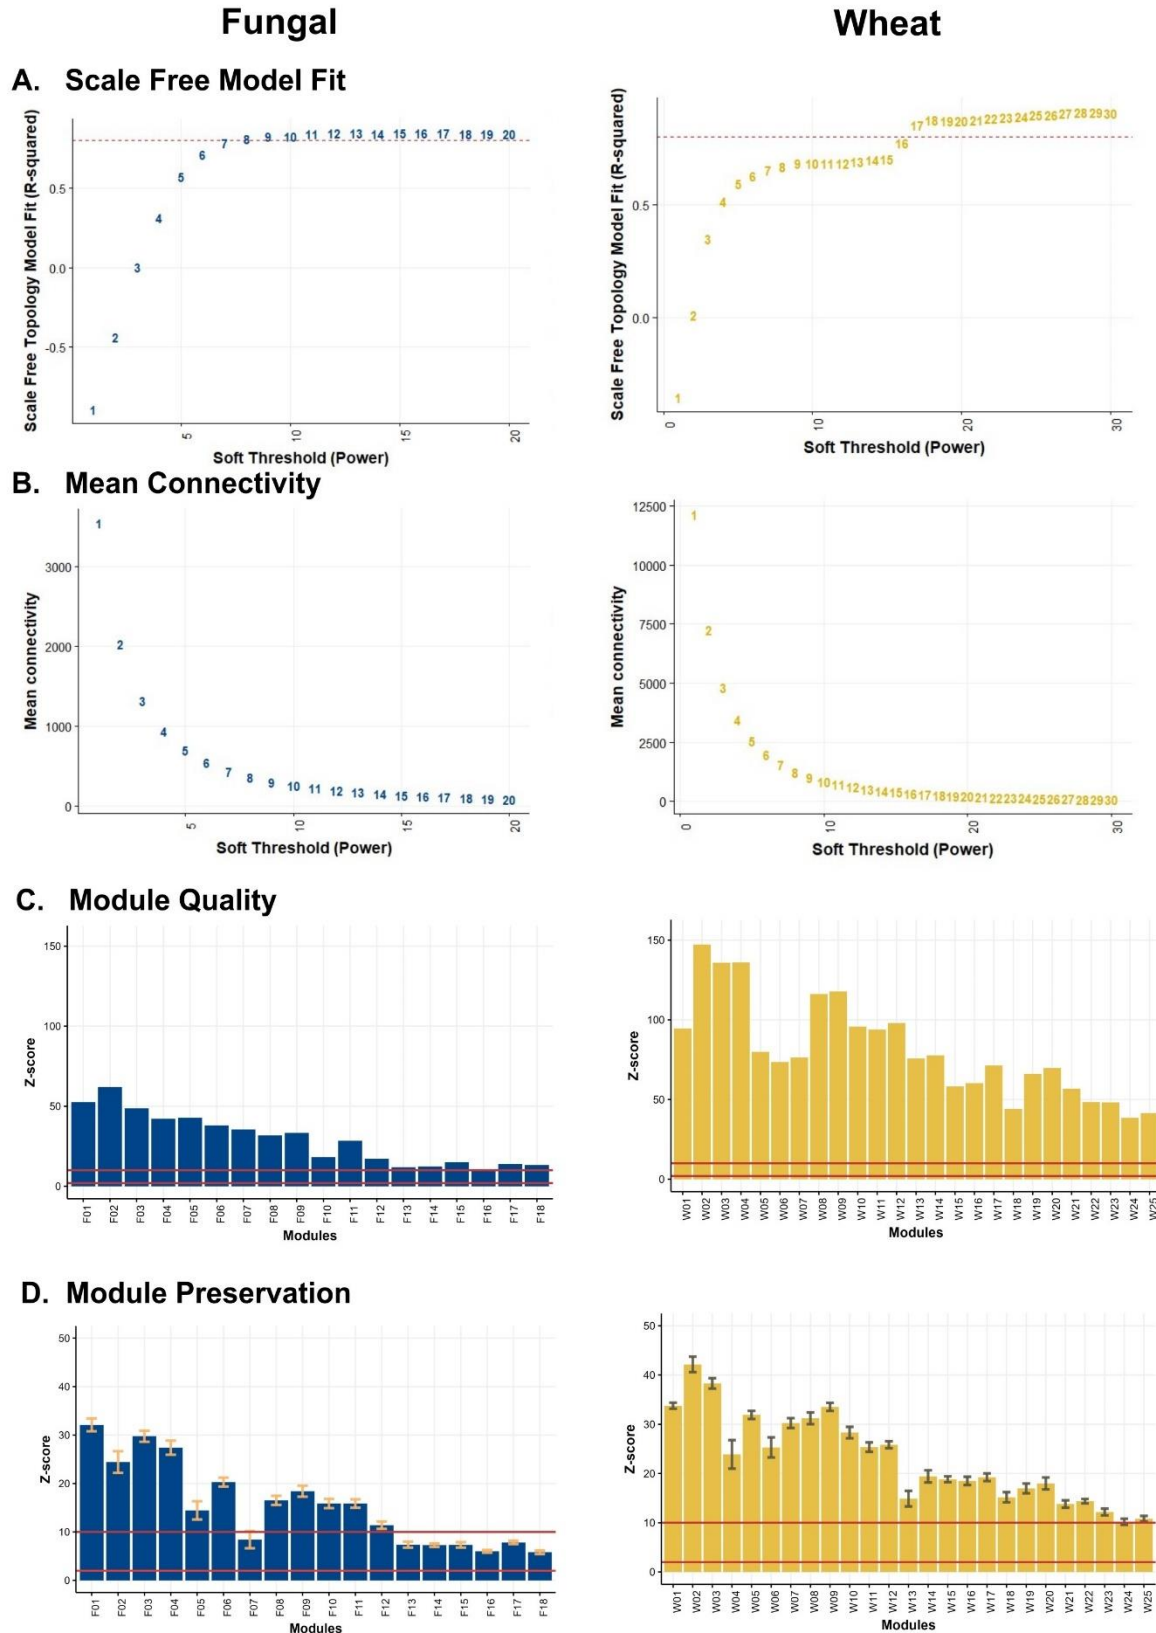 Fungal
Wheat
A. Scale Free Model Fit
Scale Free Topology Model Fit (R-squared)
0.5
0.0
-0.5
1
2
3
4
5
6
7
8
9
10
11
12
13
14
15
16
17
18
19
20
5
10
15
20
Soft Threshold (Power)
Scale Free Topology Model Fit (R-squared)
0.5
0.0
1
2
3
4
5
6
7
8
9
10
11
12
13
14
15
16
17
18
19
20
21
22
23
24
25
26
27
28
29
30
0
10
20
30
Soft Threshold (Power)
B. Mean Connectivity
Mean connectivity
3000
2000
1000
0
1
2
3
4
5
6
7
8
9
10
11
12
13
14
15
16
17
18
19
20
5
10
15
20
Soft Threshold (Power)
Mean connectivity
12500
10000
7500
5000
2500
0
1
2
3
4
5
6
7
8
9
10
11
12
13
14
15
16
17
18
19
20
21
22
23
24
25
26
27
28
29
30
0
10
20
30
Soft Threshold (Power)
C. Module Quality
Z-score
150
100
50
0
F01
F02
F03
F04
F05
F06
F07
F08
F09
F10
F11
F12
F13
F14
F15
F16
F17
F18
Modules
Z-score
150
100
50
0
W01
W02
W03
W04
W05
W06
W07
W08
W09
W10
W11
W12
W13
W14
W15
W16
W17
W18
W19
W20
W21
W22
W23
W24
W25
Modules
D. Module Preservation
Z-score
50
40
30
20
10
0
F01
F02
F03
F04
F05
F06
F07
F08
F09
F10
F11
F12
F13
F14
F15
F16
F17
F18
Modules
Z-score
50
40
30
20
10
0
W01
W02
W03
W04
W05
W06
W07
W08
W09
W10
W11
W12
W13
W14
W15
W16
W17
W18
W19
W20
W21
W22
W23
W24
W25
Modules